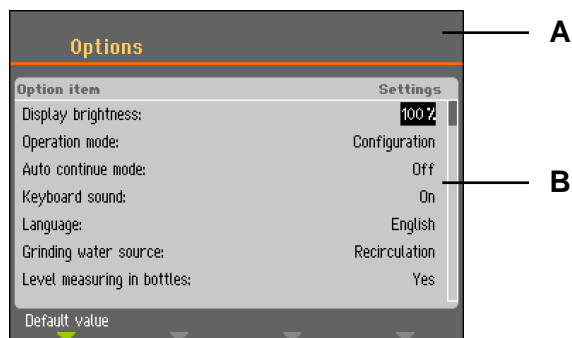 Options
A
Option item Settings
Display brightness: 100 %
Operation mode: Configuration
Auto continue mode: Off
B
Keyboard sound: On
Language: English
Grinding water source: Recirculation
Level measuring in bottles: Yes
Default value